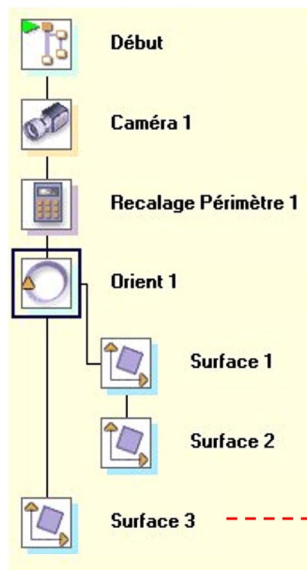 Début
Caméra 1
Recalage Périmètre 1
Orient 1
Surface 1
Surface 2
Surface 3